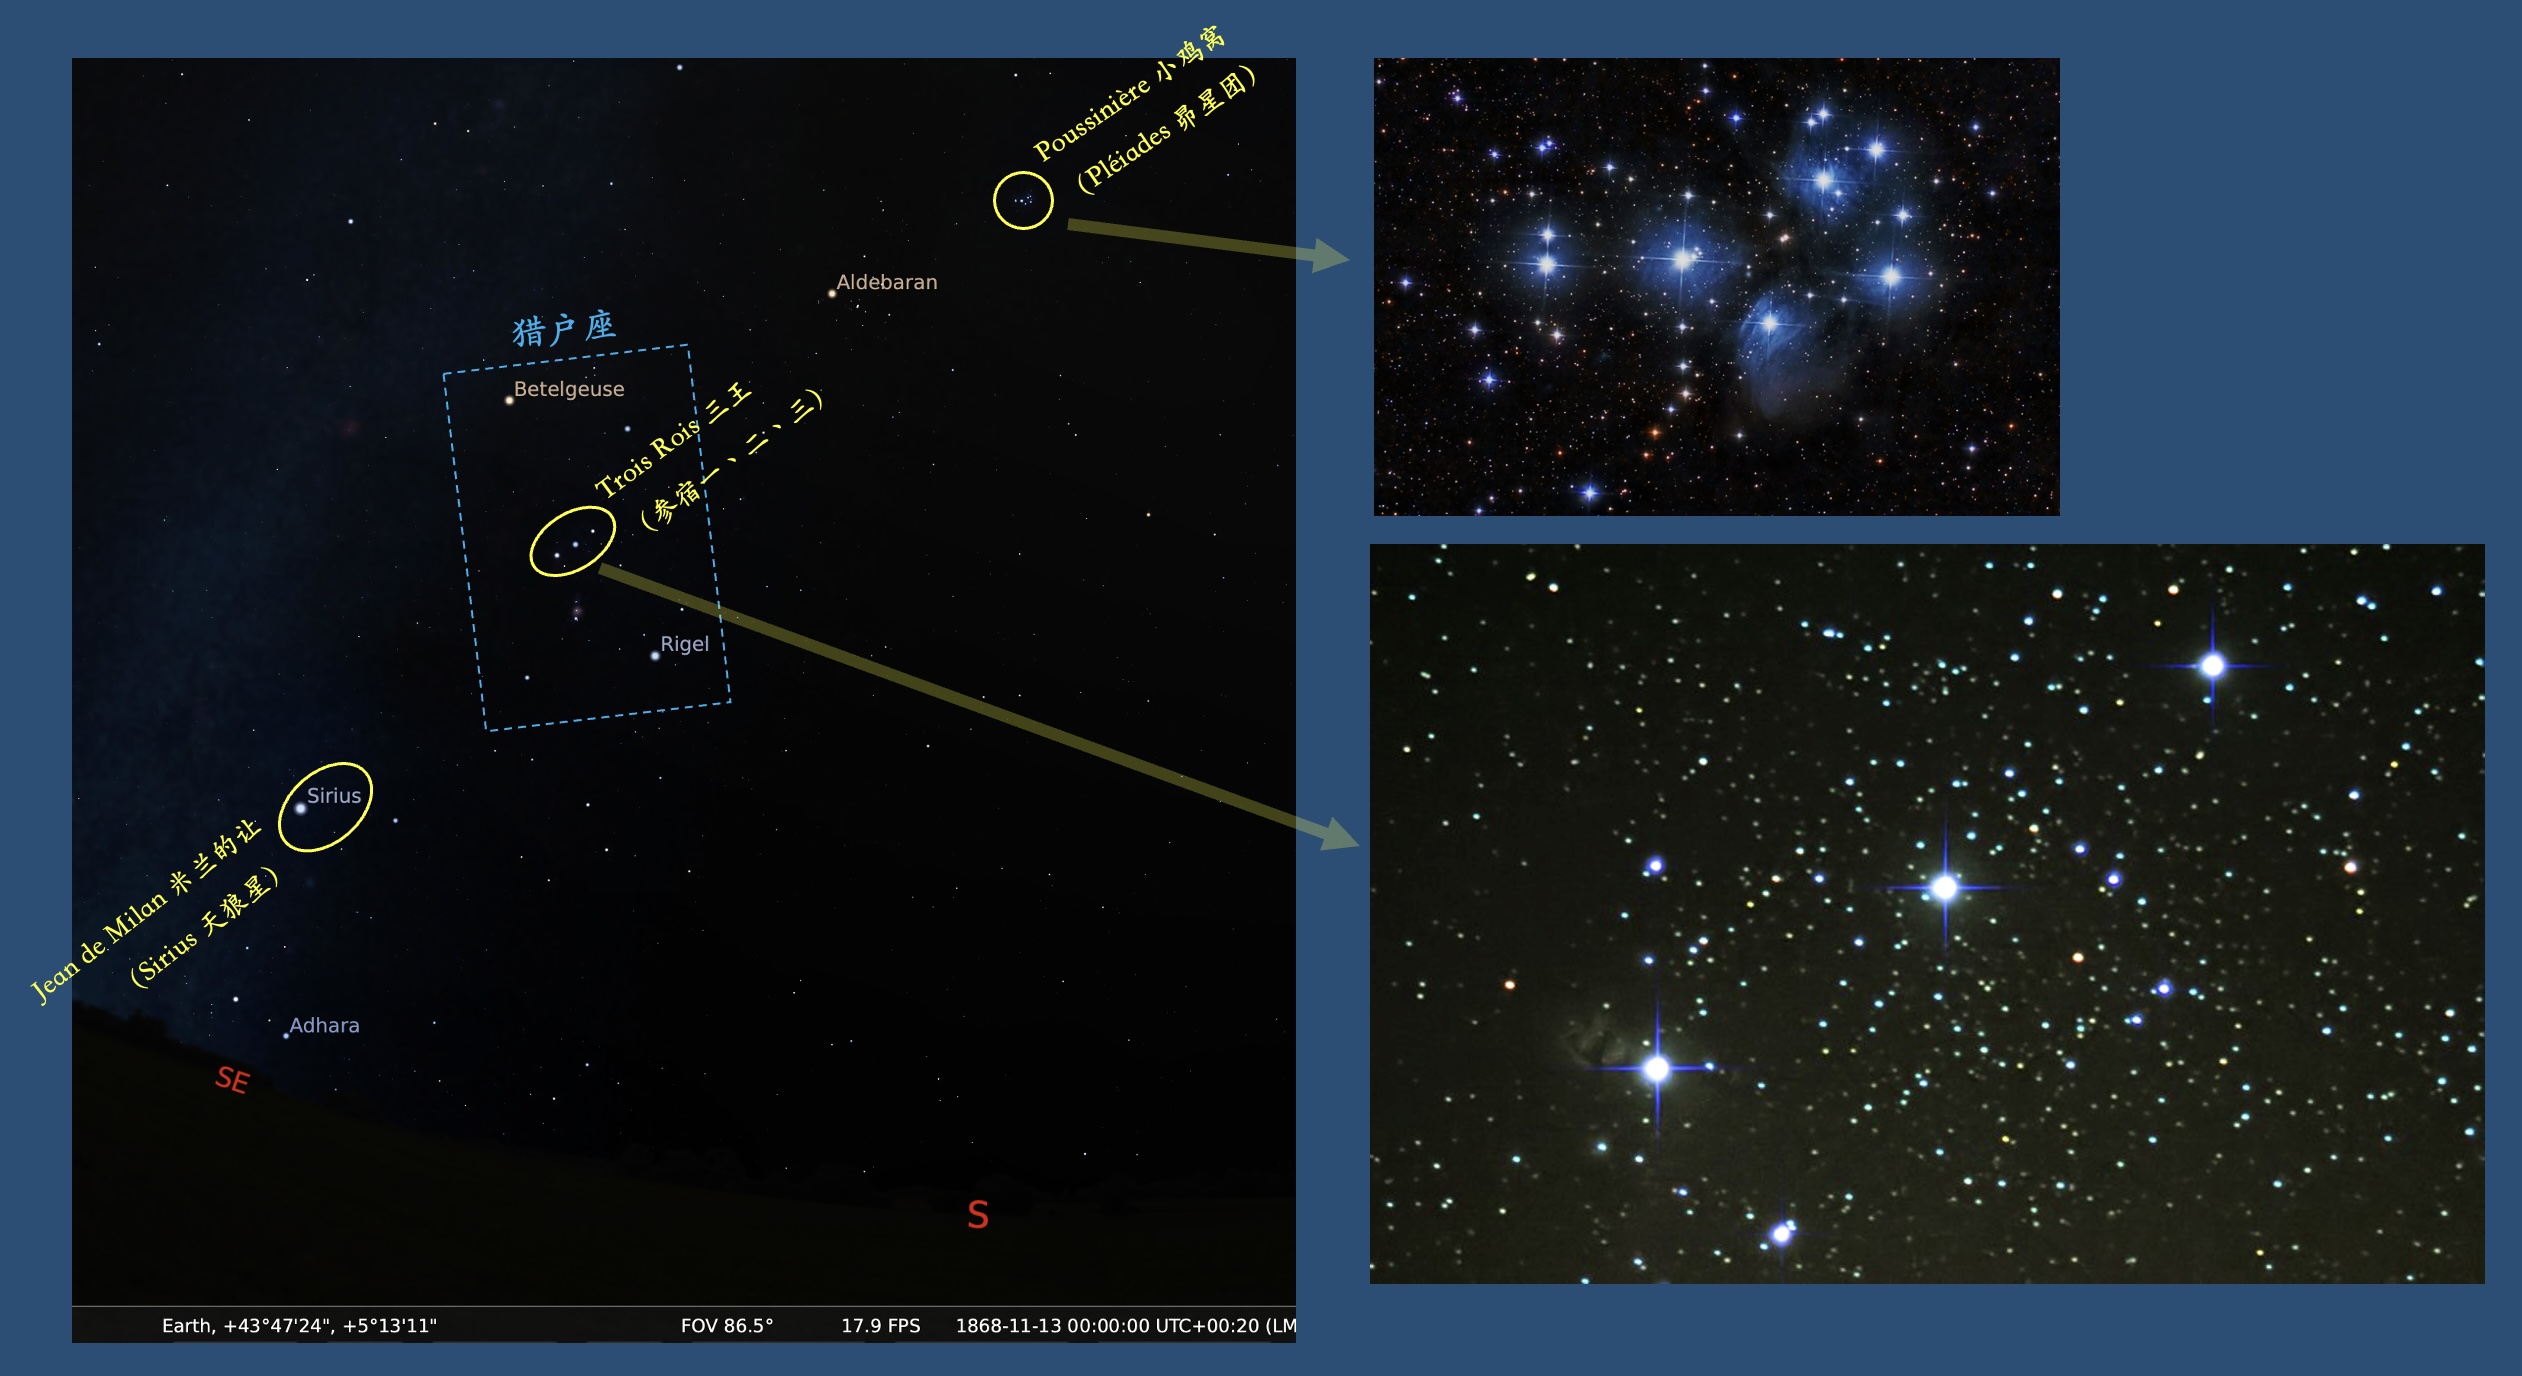 Poussinière 小鸡窝
(Pléiades 昴星团)
Aldebaran
猎户座
Betelgeuse
Trois Rois 三王
(参宿一、二、三)
Rigel
Sirius
Jean de Milan 米兰的让
(Sirius 天狼星)
Adhara
SE
S
Earth, +43°47'24", +5°13'11" FOV 86.5° 17.9 FPS 1868-11-13 00:00:00 UTC+00:20 (LM